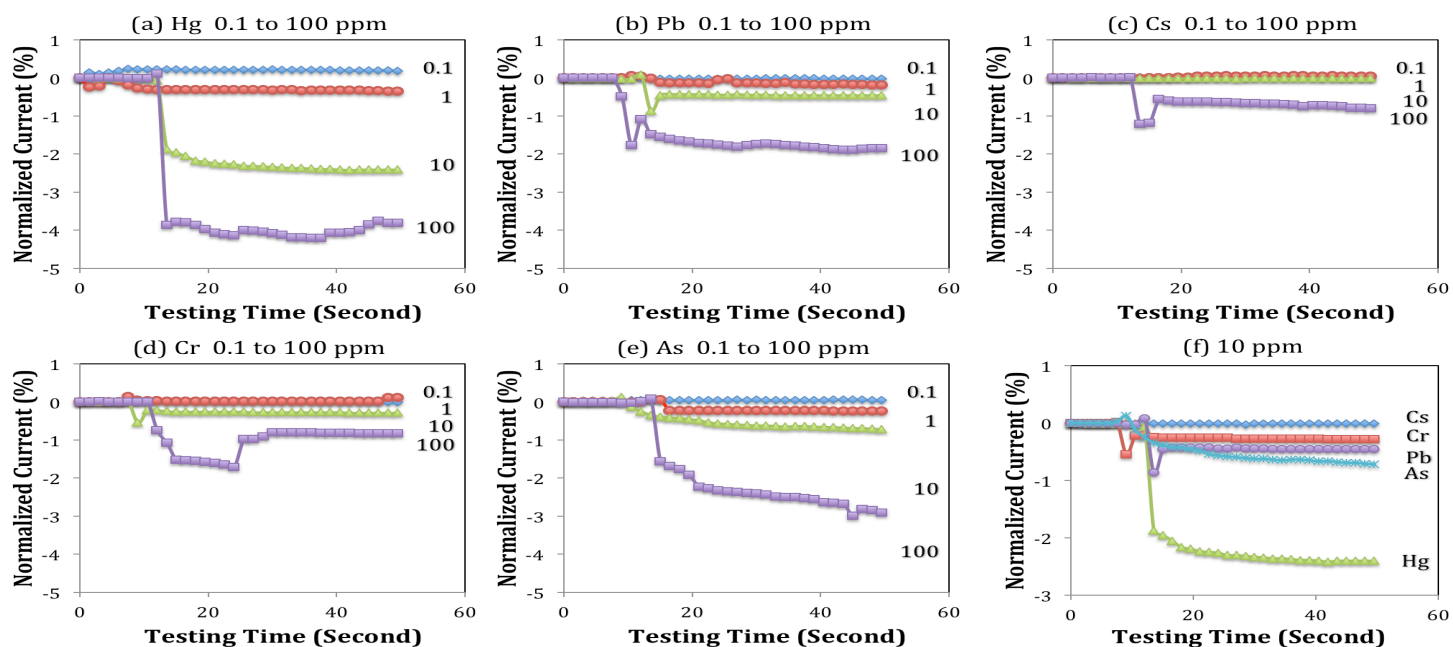 (a) Hg 0.1 to 100 ppm
Normalized Current (%)
1
0
-1
-2
-3
-4
-5
0.1
1
10
100
0 20 40 60
Testing Time (Second)
(b) Pb 0.1 to 100 ppm
Normalized Current (%)
1
0
-1
-2
-3
-4
-5
0.1
1
10
100
0 20 40 60
Testing Time (Second)
(c) Cs 0.1 to 100 ppm
Normalized Current (%)
1
0
-1
-2
-3
-4
-5
0.1
1
10
100
0 20 40 60
Testing Time (Second)
(d) Cr 0.1 to 100 ppm
Normalized Current (%)
1
0
-1
-2
-3
-4
-5
0.1
1
10
100
0 20 40 60
Testing Time (Second)
(e) As 0.1 to 100 ppm
Normalized Current (%)
1
0
-1
-2
-3
-4
-5
0.1
1
10
100
0 20 40 60
Testing Time (Second)
(f) 10 ppm
Normalized Current (%)
1
0
-1
-2
-3
Cs
Cr
Pb
As
Hg
0 20 40 60
Testing Time (Second)